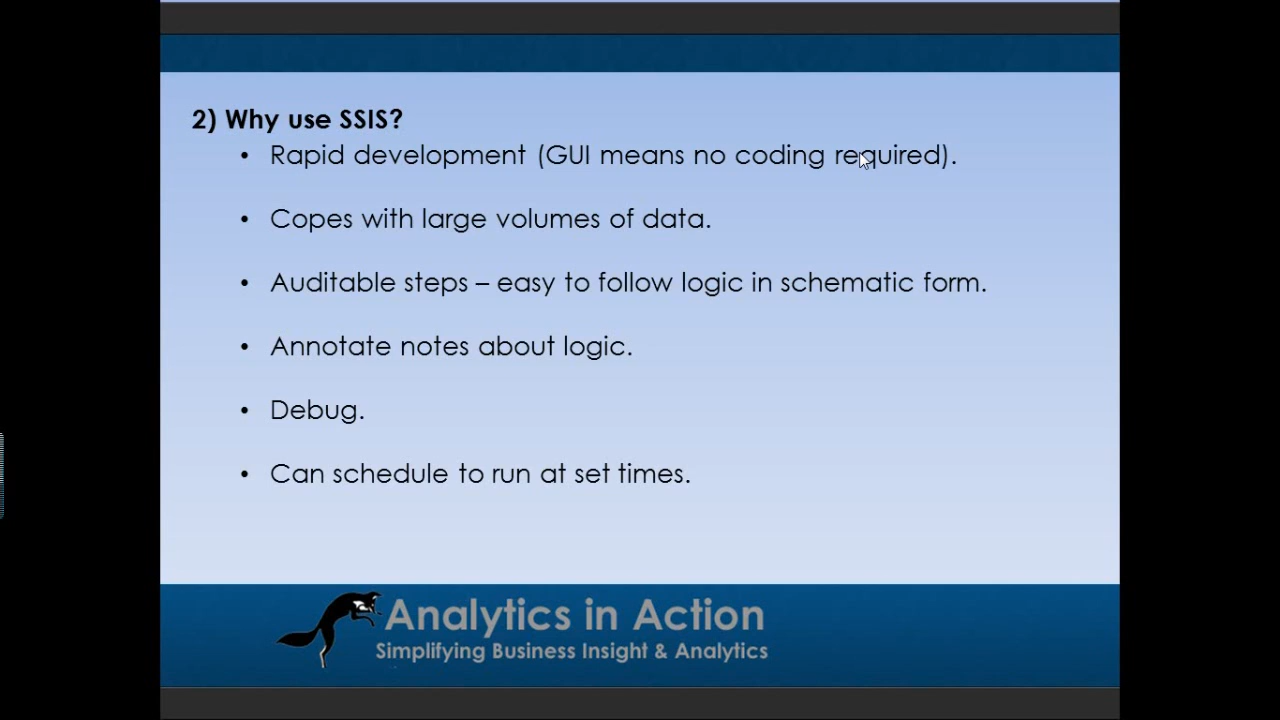 2) Why use SSIS?
• Rapid development (GUI means no coding required).
• Copes with large volumes of data.
• Auditable steps – easy to follow logic in schematic form.
• Annotate notes about logic.
• Debug.
• Can schedule to run at set times.
Analytics in Action
Simplifying Business Insight & Analytics